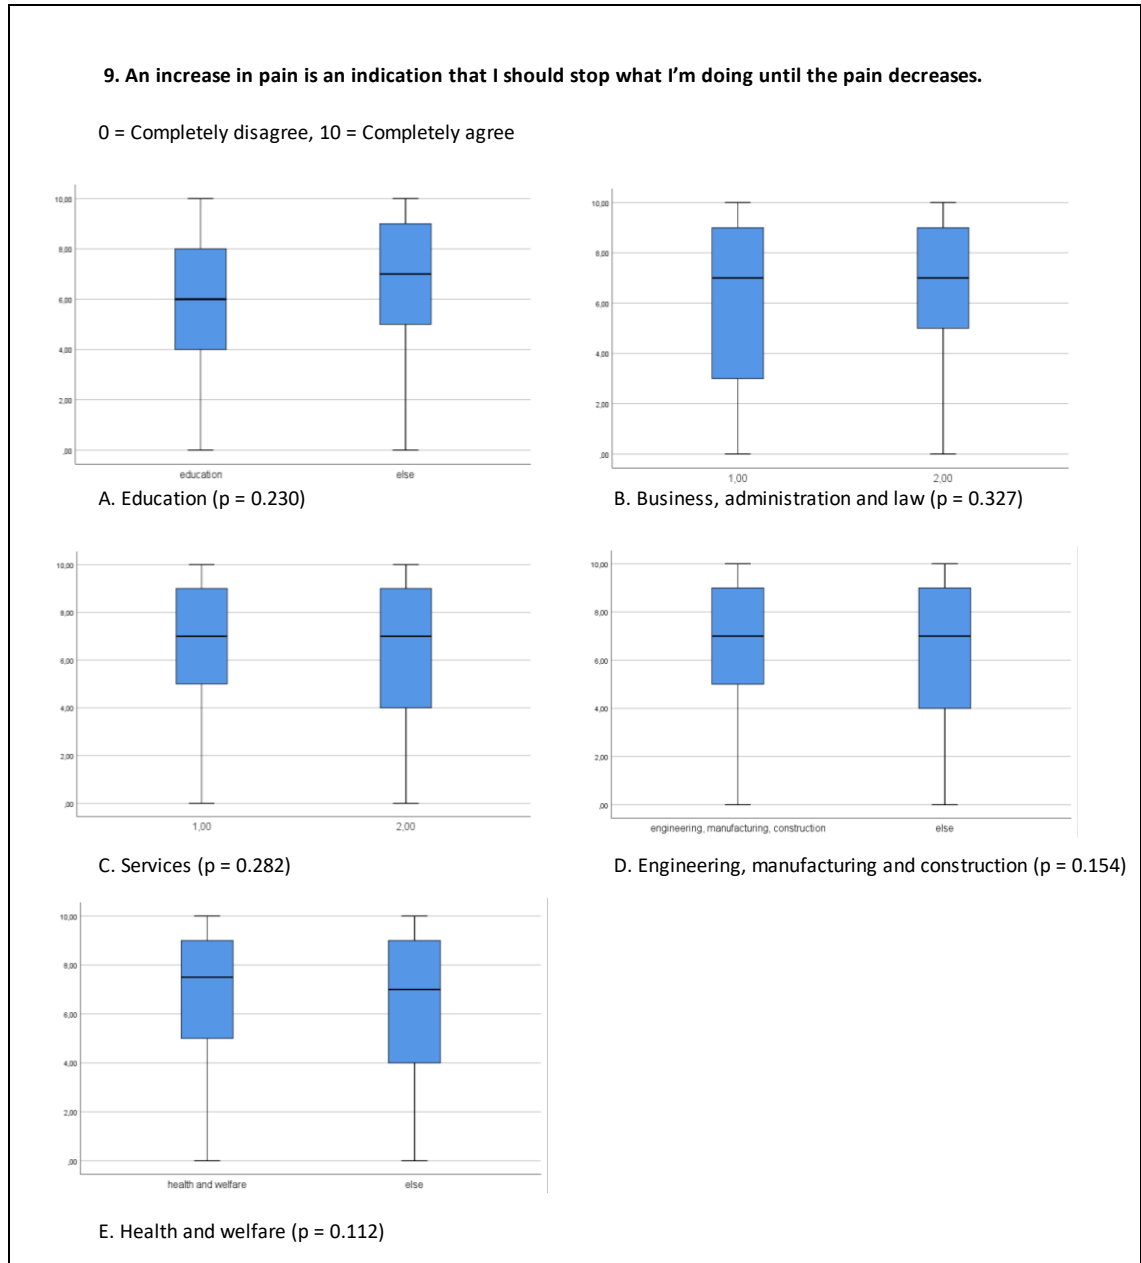 9. An increase in pain is an indication that I should stop what I’m doing until the pain decreases.
0 = Completely disagree, 10 = Completely agree
10,00
8,00
6,00
4,00
2,00
,00
education
else
A. Education (p = 0.230)
10,00
8,00
6,00
4,00
2,00
,00
1,00
2,00
B. Business, administration and law (p = 0.327)
10,00
8,00
6,00
4,00
2,00
,00
1,00
2,00
C. Services (p = 0.282)
10,00
8,00
6,00
4,00
2,00
,00
engineering, manufacturing, construction
else
D. Engineering, manufacturing and construction (p = 0.154)
10,00
8,00
6,00
4,00
2,00
,00
health and welfare
else
E. Health and welfare (p = 0.112)